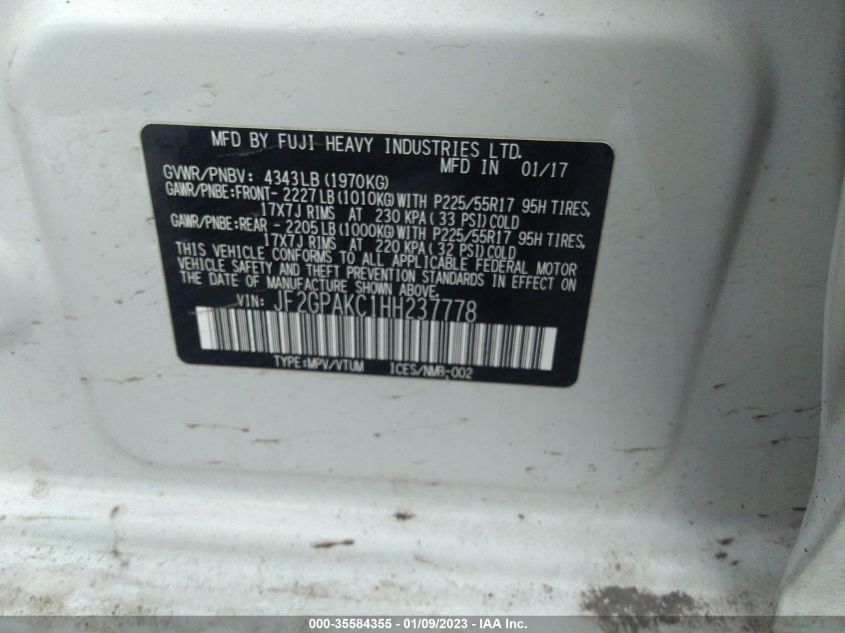 MFD BY FUJI HEAVY INDUSTRIES LTD.
MFD IN 01/17
GVWR/PNBV: 4343LB(1970KG)
GAWR/PNBE:FRONT- 2227LB(1010KG)WITH P225/55R17 95H TIRES,
17X7J RIMS AT 230 KPA(33 PSI)COLD
GAWR/PNBE:REAR - 2205LB(1000KG)WITH P225/55R17 95H TIRES,
17X7J RIMS AT 220 KPA(32 PSI)COLD
THIS VEHICLE CONFORMS TO ALL APPLICABLE FEDERAL MOTOR
VEHICLE SAFETY AND THEFT PREVENTION STANDARDS IN EFFECT ON
THE DATE OF MANUFACTURE SHOWN ABOVE.
VIN: JF2GPAKC1HH237778
TYPE:MPV/VTUM ICES/NMB-002
000-35584355 - 01/09/2023 - IAA Inc.